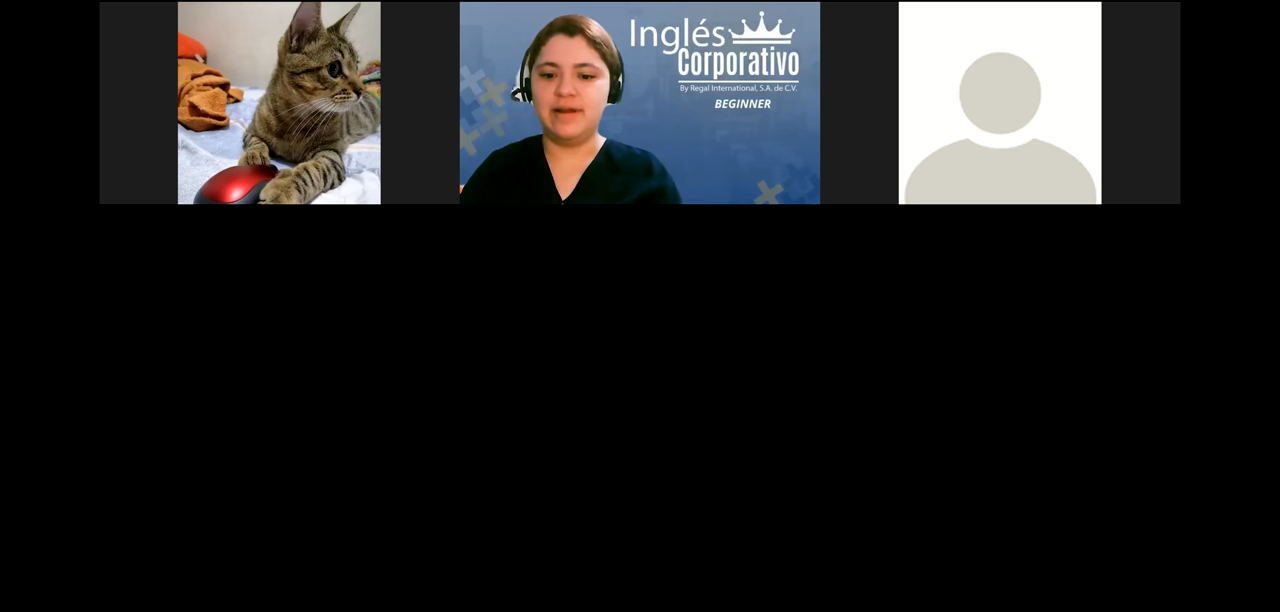 Inglés
Corporativo
By Regal International, S.A. de C.V.
BEGINNER